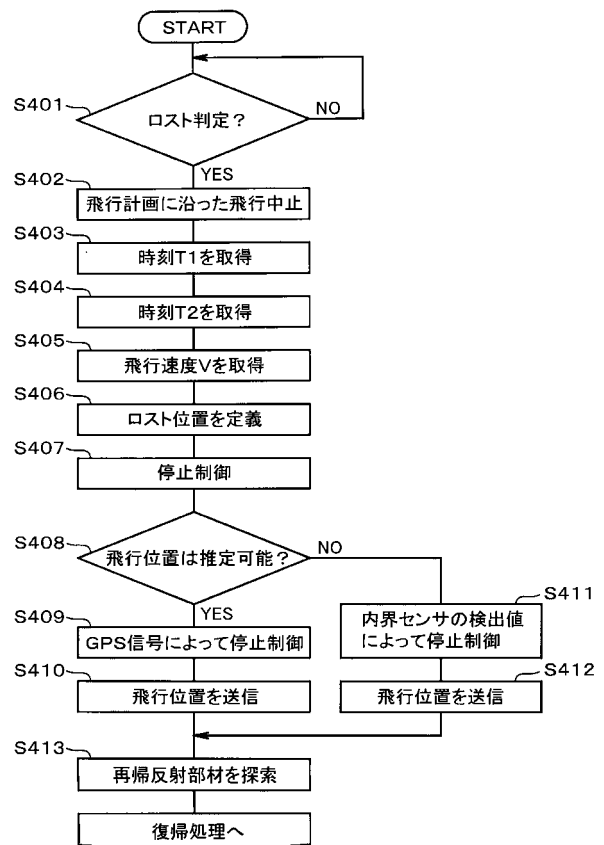 START
S401
ロスト判定？
NO
YES
S402
飛行計画に沿った飛行中止
S403
時刻T1を取得
S404
時刻T2を取得
S405
飛行速度Vを取得
S406
ロスト位置を定義
S407
停止制御
S408
飛行位置は推定可能？
NO
YES
S409
GPS信号によって停止制御
S411
内界センサの検出値
によって停止制御
S410
飛行位置を送信
S412
飛行位置を送信
S413
再帰反射部材を探索
復帰処理へ